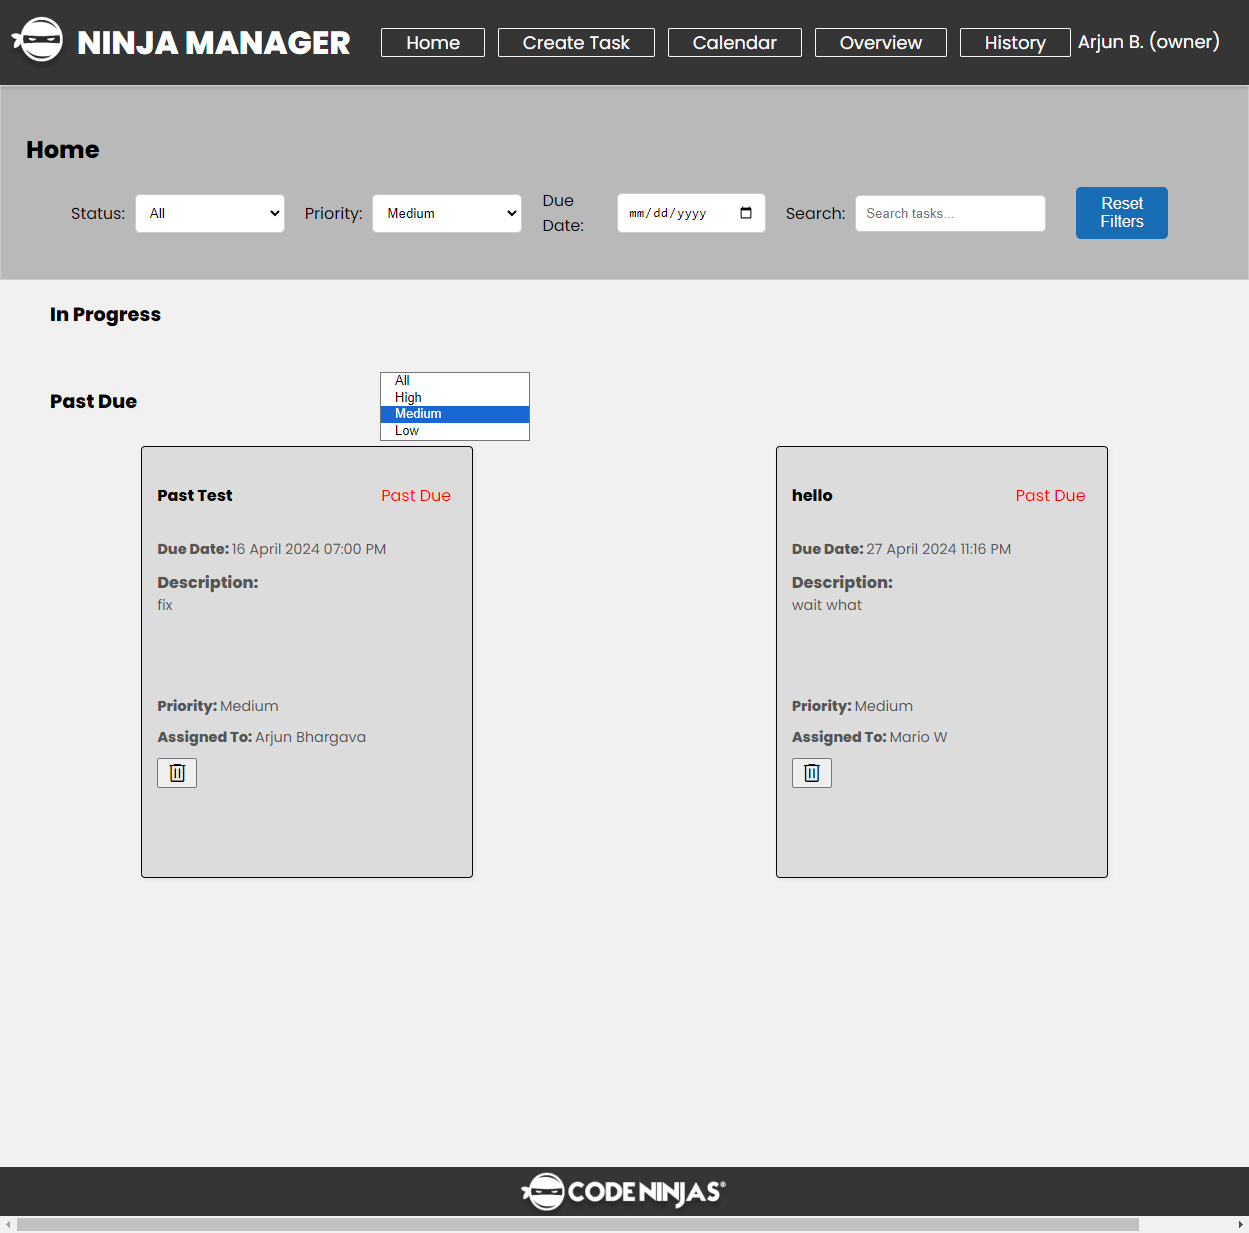 NINJA MANAGER
Home
Create Task
Calendar
Overview
History
Arjun B. (owner)
Home
Status:
All
Priority:
Medium
Due
Date:
mm/dd/yyyy
Search:
Search tasks...
Reset
Filters
In Progress
Past Due
All
High
Medium
Low
Past Test
Past Due
Due Date: 16 April 2024 07:00 PM
Description:
fix
Priority: Medium
Assigned To: Arjun Bhargava
hello
Past Due
Due Date: 27 April 2024 11:16 PM
Description:
wait what
Priority: Medium
Assigned To: Mario W
CODE NINJAS®